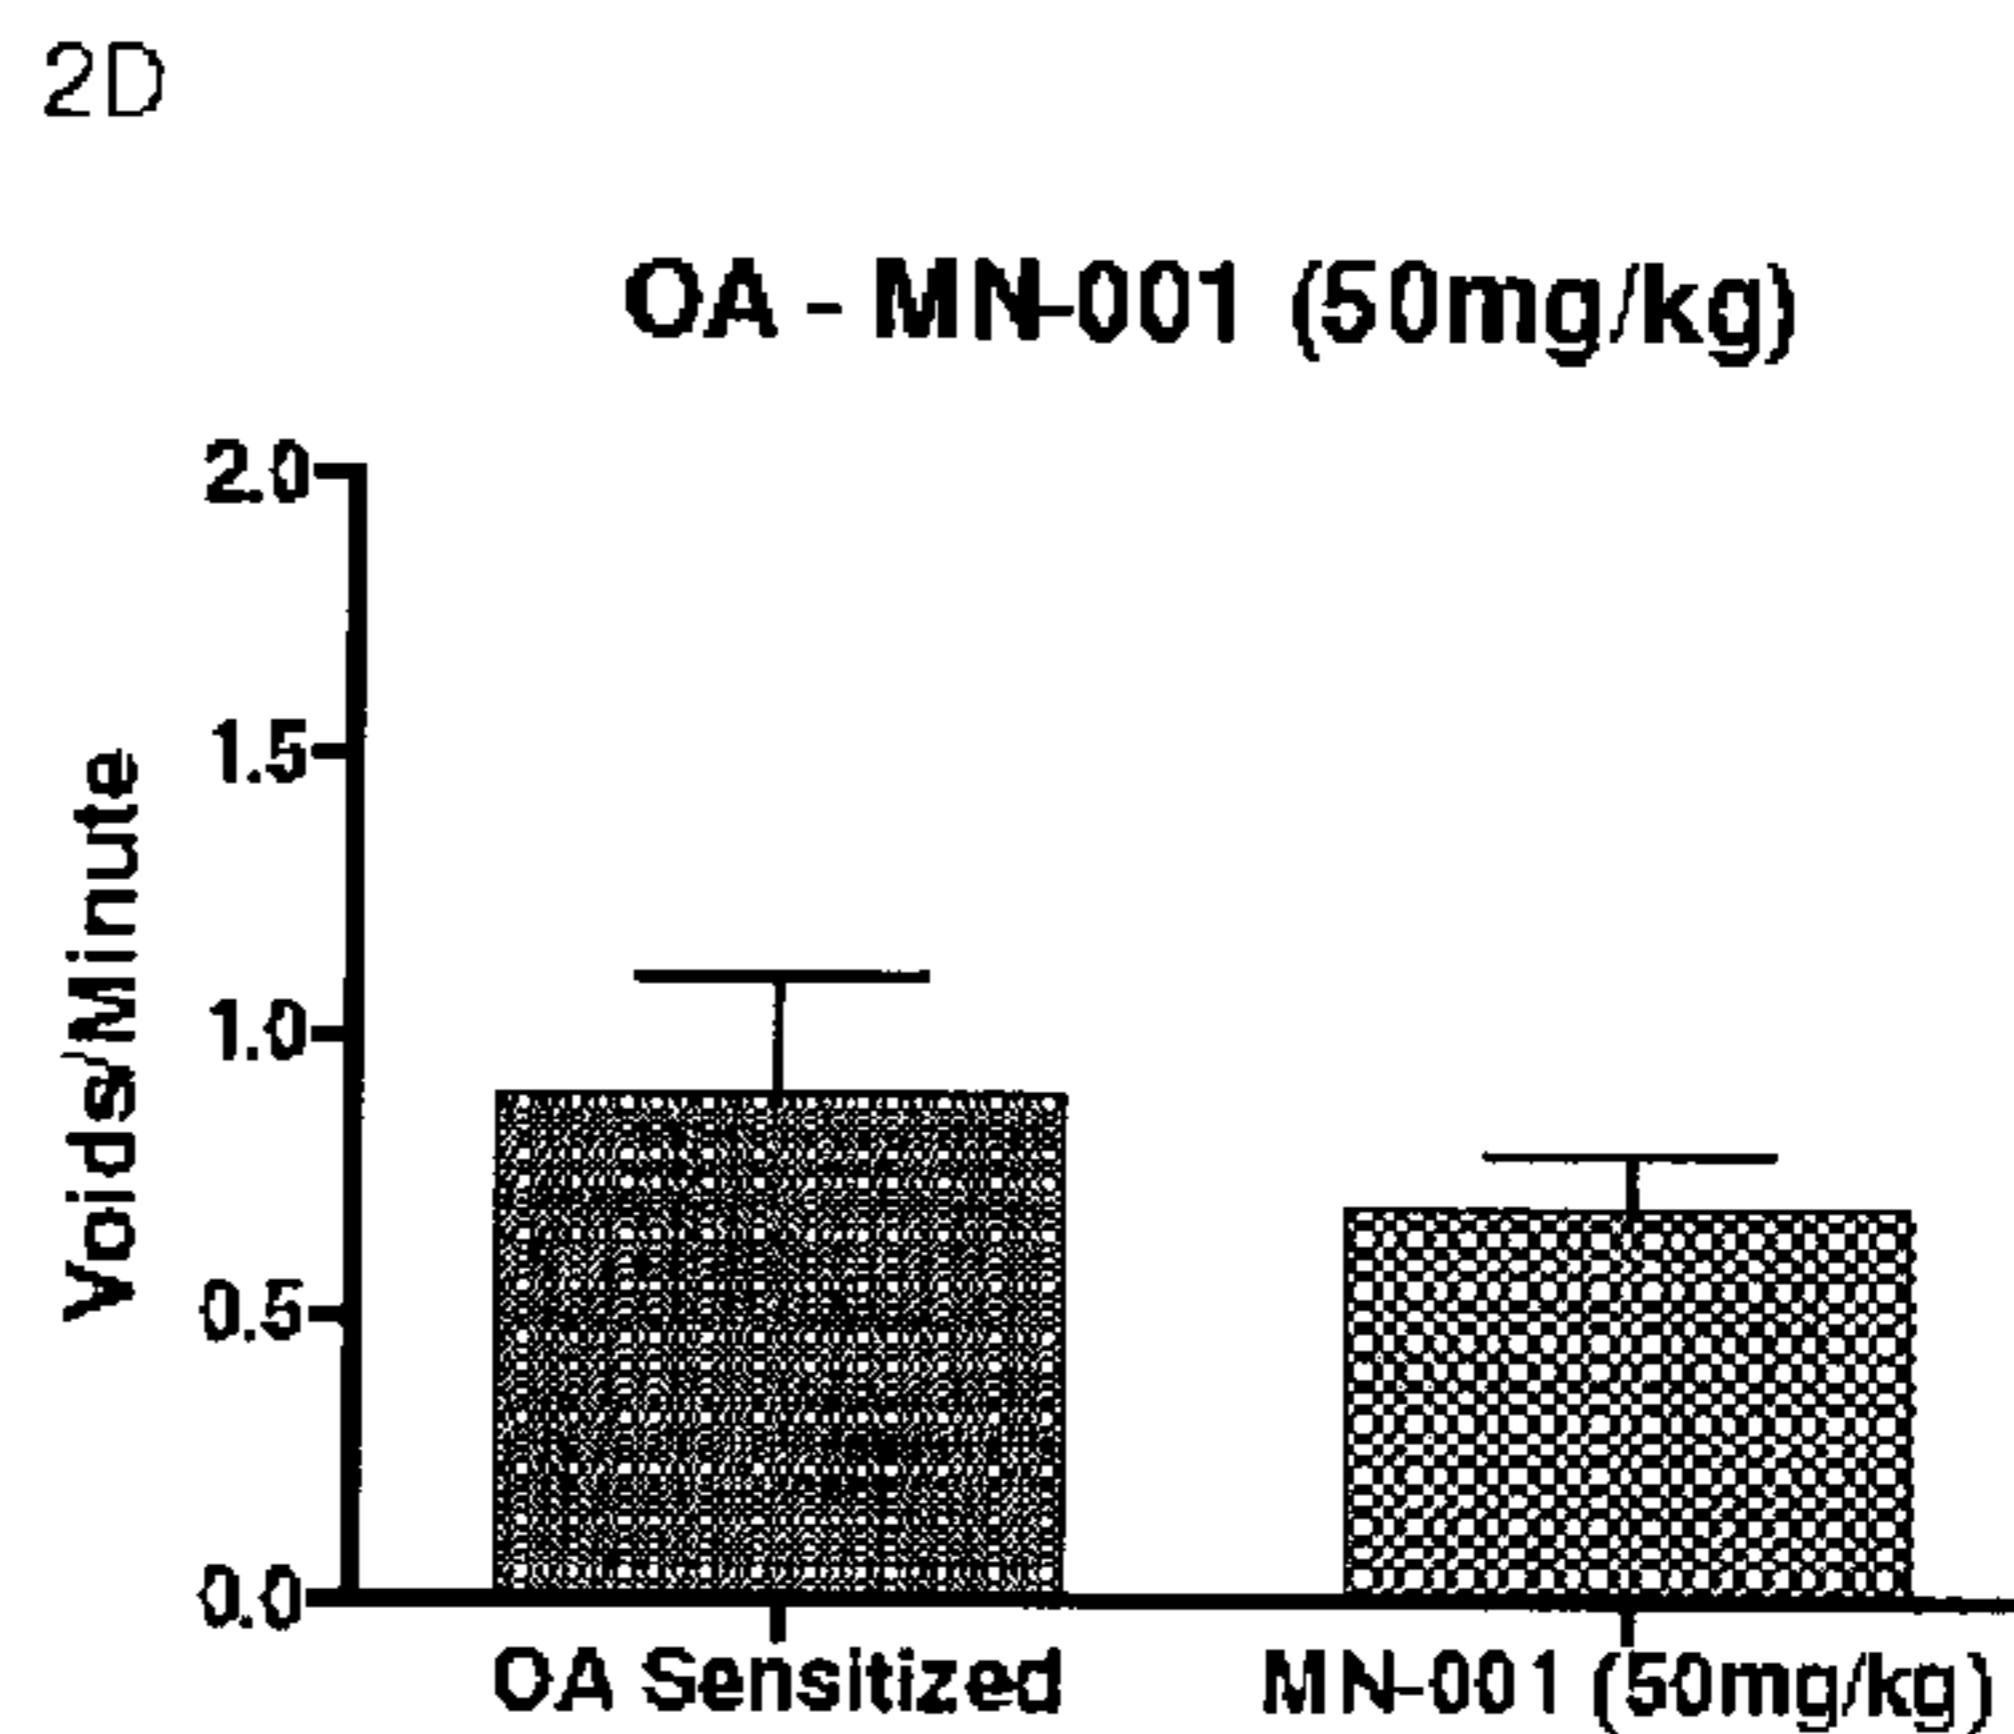 2D
OA - MN-001 (50mg/kg)
2.0
1.5
1.0
0.5
0.0
Voids/Minute
OA Sensitized
MN-001 (50mg/kg)